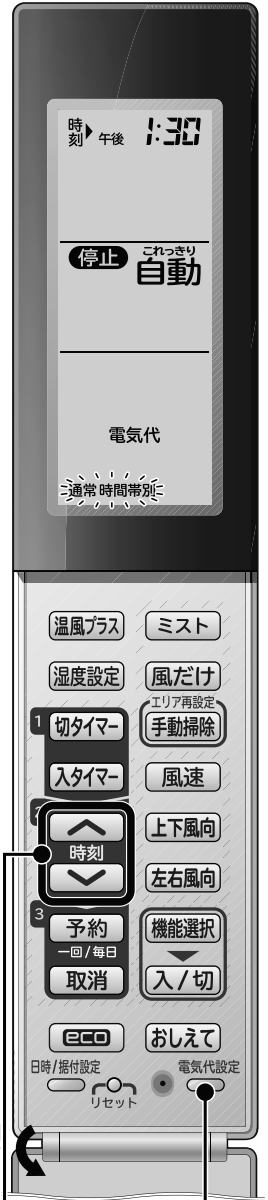 時刻 午後 1:30
これっきり
停止 自動
電気代
通常 時間帯別
温風プラス ミスト
湿度設定 風だけ
エリア再設定
1 切タイマー 手動掃除
入タイマー 風速
2
時刻
上下風向
左右風向
3 予約 機能選択
一回/毎日
取消 入/切
eco おしえて
日時/据付設定 電気代設定
リセット